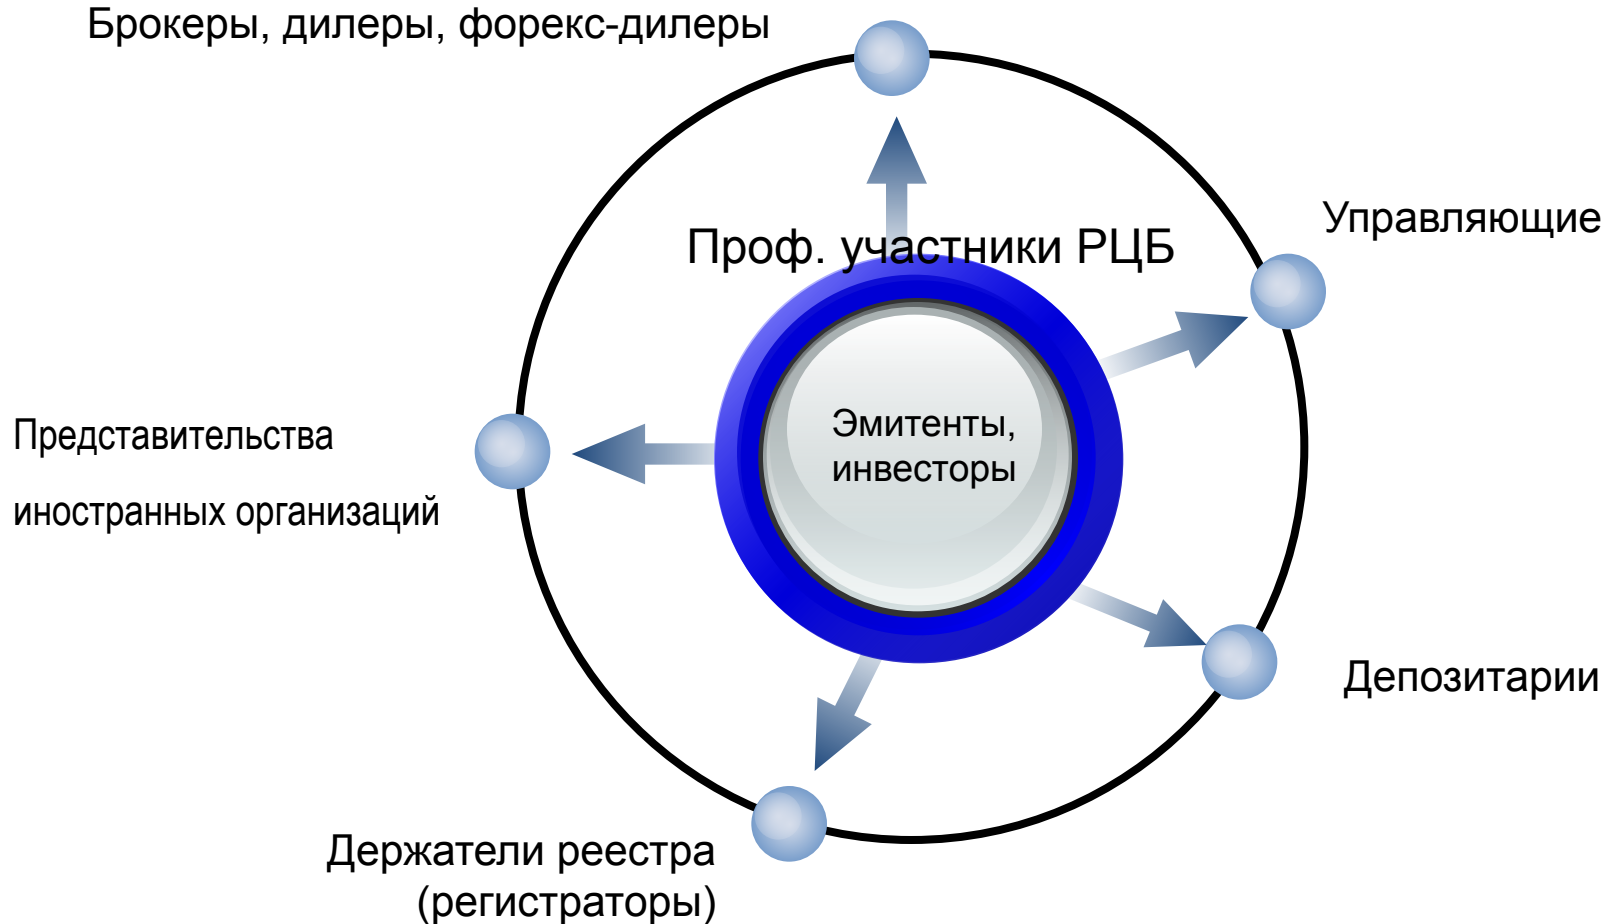 Брокеры, дилеры, форекс-дилеры
Управляющие
Проф. участники РЦБ
Эмитенты,
инвесторы
Представительства
иностранных организаций
Депозитарии
Держатели реестра
(регистраторы)